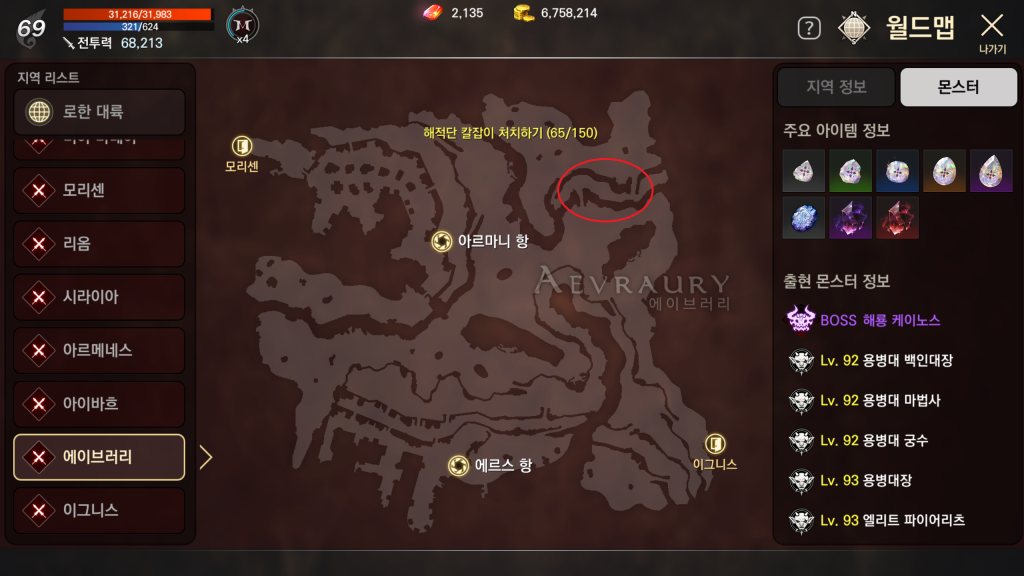 69
31,216/31,983
321/624
전투력 68,213
x4
2,135
6,758,214
?
월드맵
나가기
지역 리스트
로한 대륙
모리센
리옴
시라이아
아르메네스
아이바흐
에이브러리
이그니스
모리센
해적단 칼잡이 처치하기 (65/150)
아르마니 항
AEVRAURY
에이브러리
에르스 항
이그니스
지역 정보
몬스터
주요 아이템 정보
출현 몬스터 정보
BOSS 해룡 케이노스
Lv. 92 용병대 백인대장
Lv. 92 용병대 마법사
Lv. 92 용병대 궁수
Lv. 93 용병대장
Lv. 93 엘리트 파이어리츠